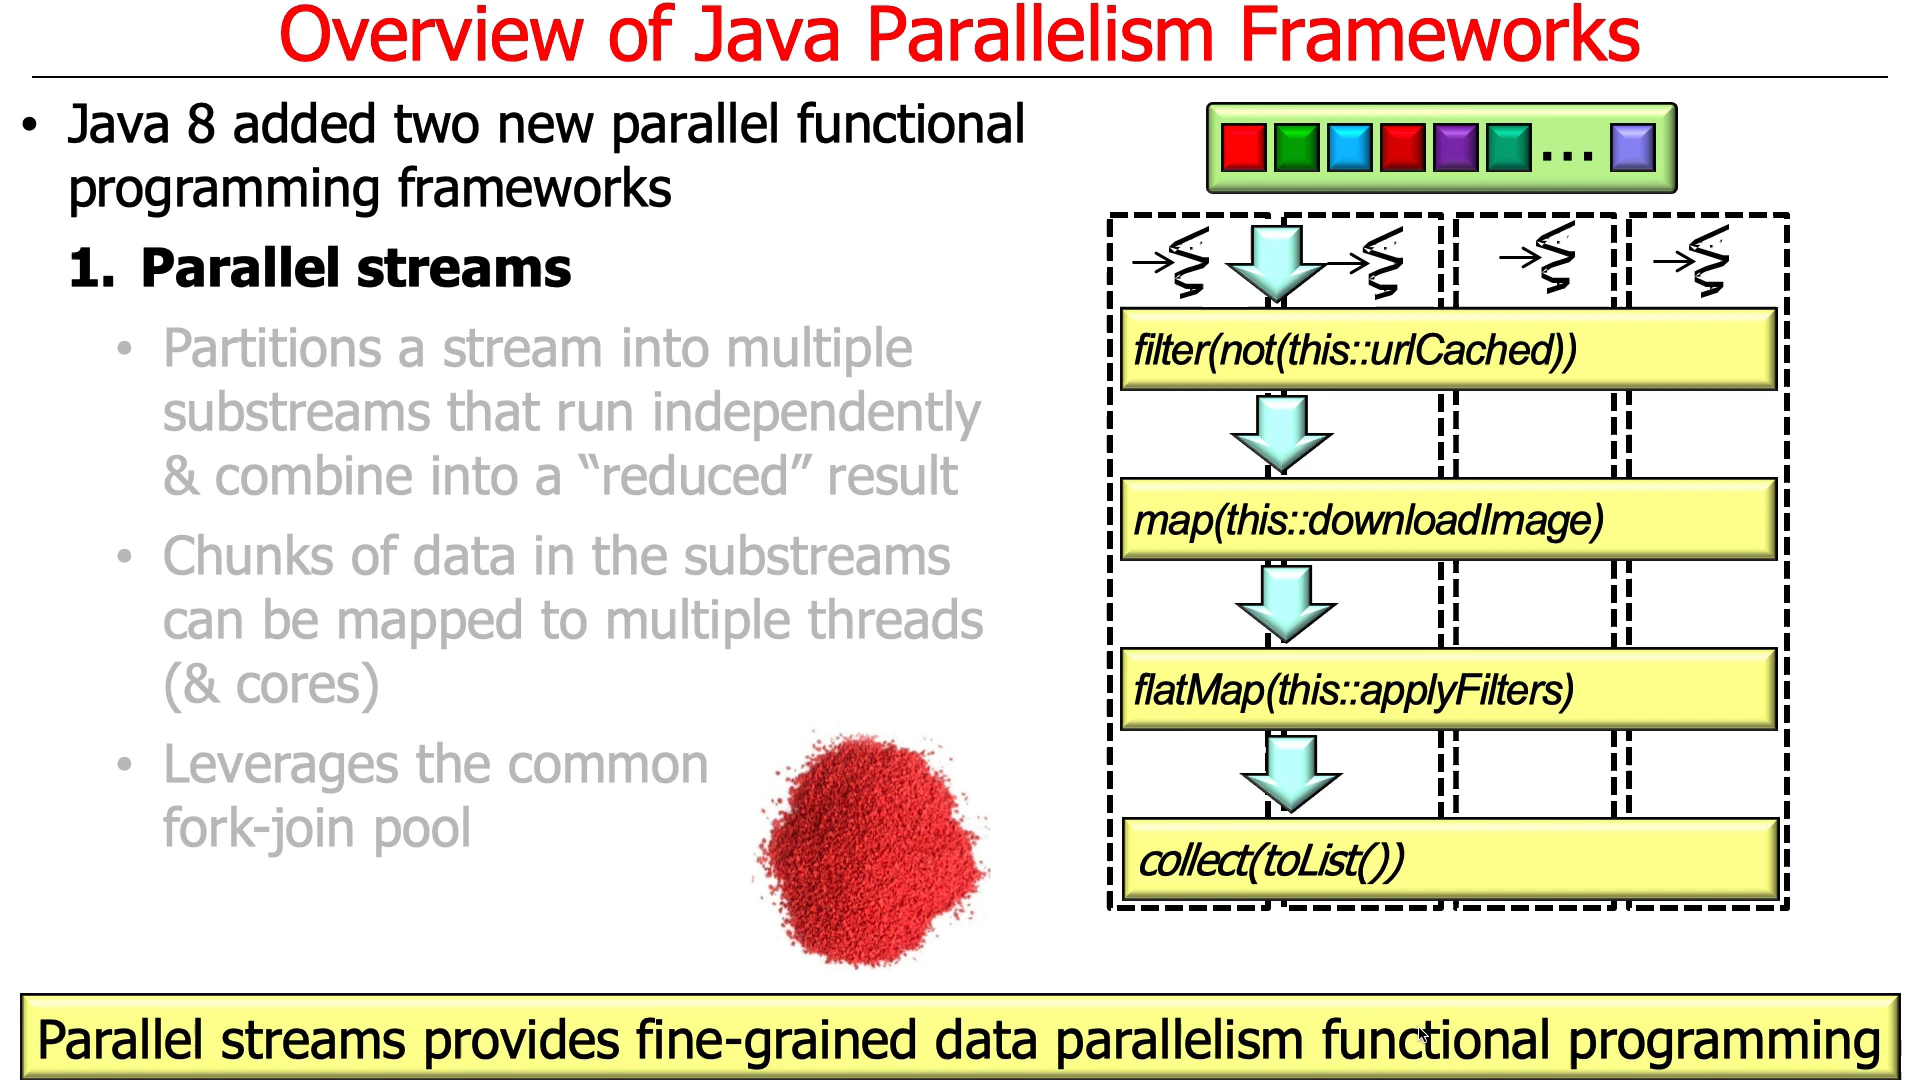 Overview of Java Parallelism Frameworks
• Java 8 added two new parallel functional
programming frameworks
1. Parallel streams
• Partitions a stream into multiple
substreams that run independently
& combine into a “reduced” result
• Chunks of data in the substreams
can be mapped to multiple threads
(& cores)
• Leverages the common
fork-join pool
...
filter(not(this::urlCached))
map(this::downloadImage)
flatMap(this::applyFilters)
collect(toList())
Parallel streams provides fine-grained data parallelism functional programming